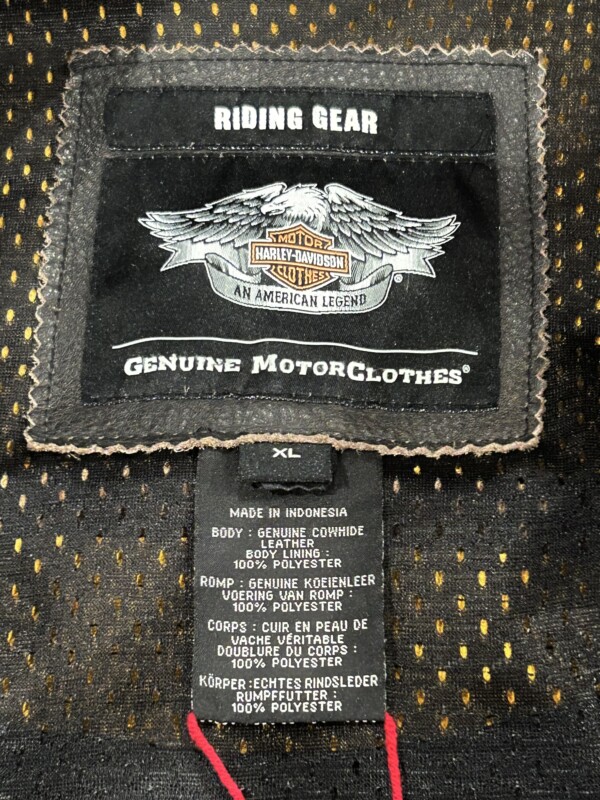 RIDING GEAR
MOTOR
HARLEY-DAVIDSON
CLOTHES
AN AMERICAN LEGEND
®
GENUINE MOTORCLOTHES®
XL
MADE IN INDONESIA
BODY : GENUINE COWHIDE
LEATHER
BODY LINING :
100% POLYESTER
ROMP : GENUINE KOEIENLEER
VOERING VAN ROMP :
100% POLYESTER
CORPS : CUIR EN PEAU DE
VACHE VÉRITABLE
DOUBLURE DU CORPS :
100% POLYESTER
KÖRPER :ECHTES RINDSLEDER
RUMPFFUTTER :
100% POLYESTER